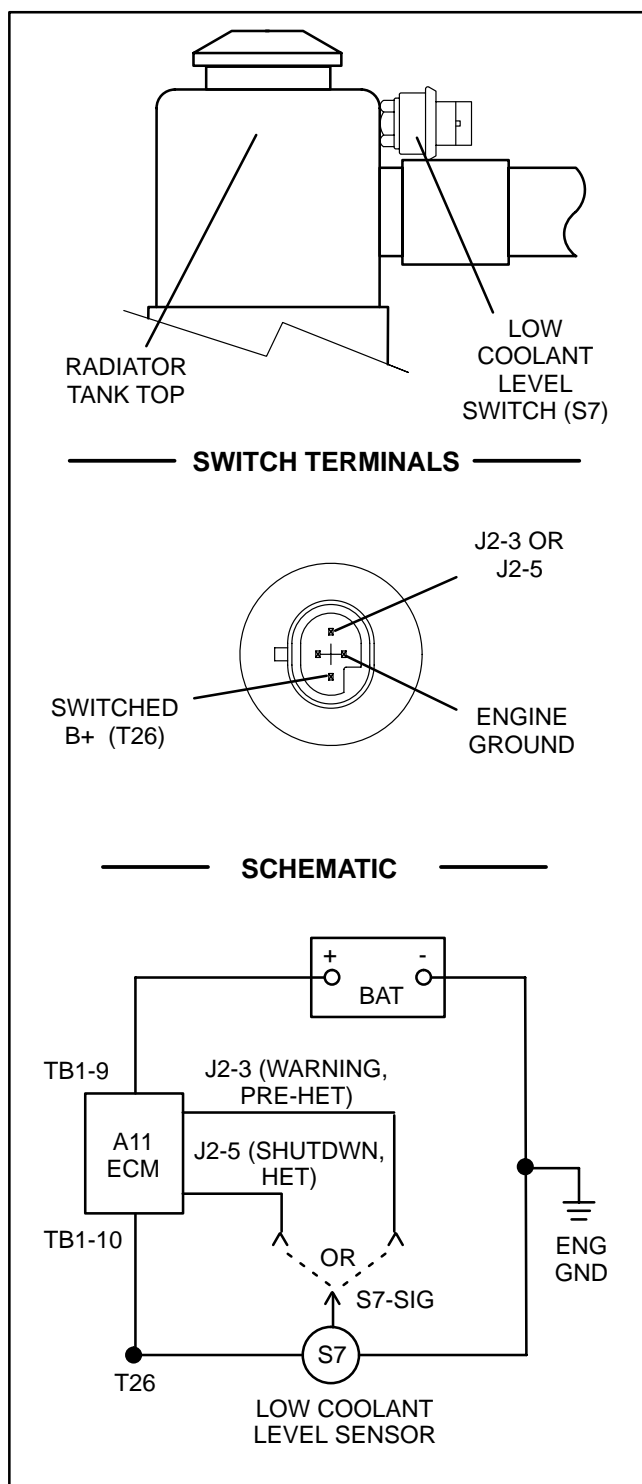 RADIATOR
TANK TOP
LOW
COOLANT
LEVEL
SWITCH (S7)
SWITCH TERMINALS
J2-3 OR
J2-5
SWITCHED
B+ (T26)
ENGINE
GROUND
SCHEMATIC
+ -
BAT
TB1-9
J2-3 (WARNING,
PRE-HET)
A11
ECM
J2-5 (SHUTDWN,
HET)
TB1-10
OR
ENG
GND
S7-SIG
S7
T26
LOW COOLANT
LEVEL SENSOR